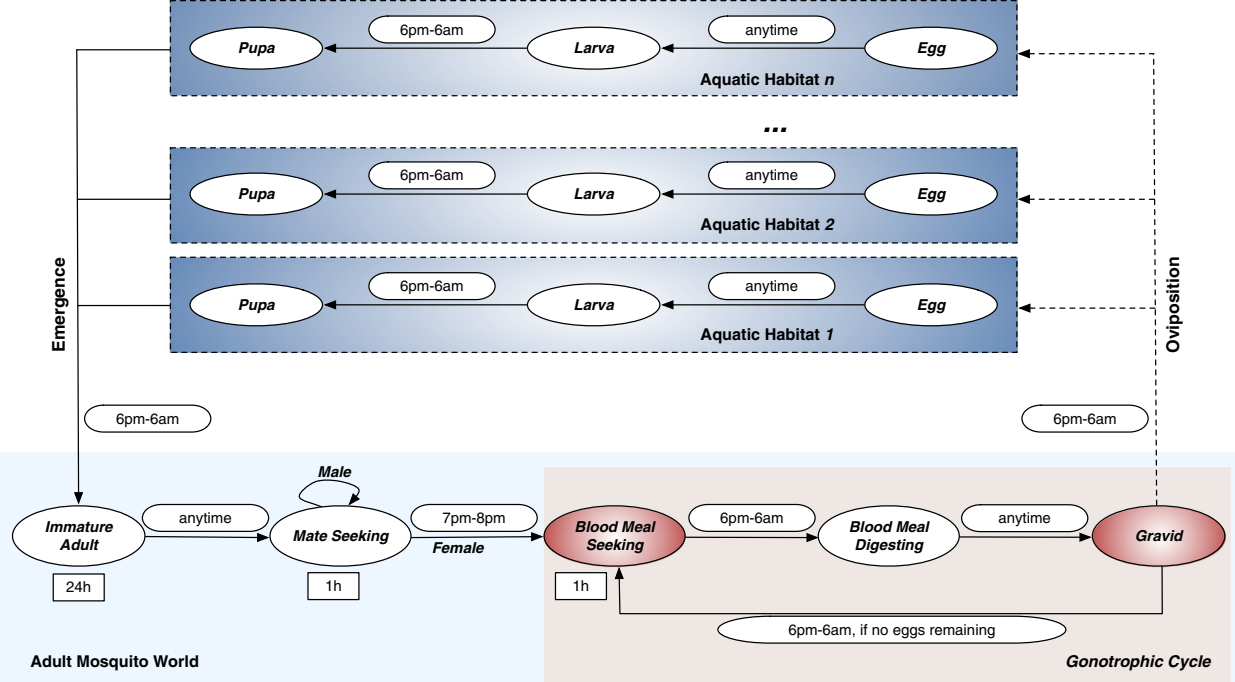 6pm-6am
anytime
Pupa
Larva
Egg
Aquatic Habitat n
...
6pm-6am
anytime
Pupa
Larva
Egg
Aquatic Habitat 2
6pm-6am
anytime
Pupa
Larva
Egg
Aquatic Habitat 1
Emergence
Oviposition
6pm-6am
6pm-6am
Male
anytime
7pm-8pm
6pm-6am
anytime
Immature
Adult
Mate Seeking
Female
Blood Meal
Seeking
Blood Meal
Digesting
Gravid
24h
1h
1h
6pm-6am, if no eggs remaining
Adult Mosquito World
Gonotrophic Cycle